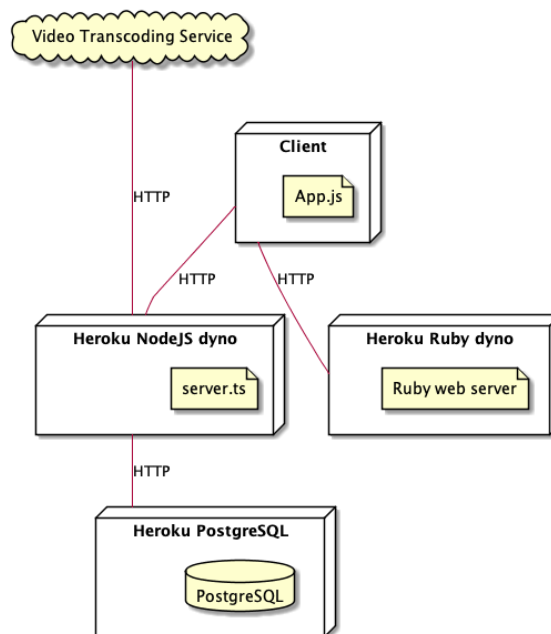 Video Transcoding Service
Client
App.js
HTTP
HTTP
HTTP
Heroku NodeJS dyno
server.ts
Heroku Ruby dyno
Ruby web server
HTTP
Heroku PostgreSQL
PostgreSQL